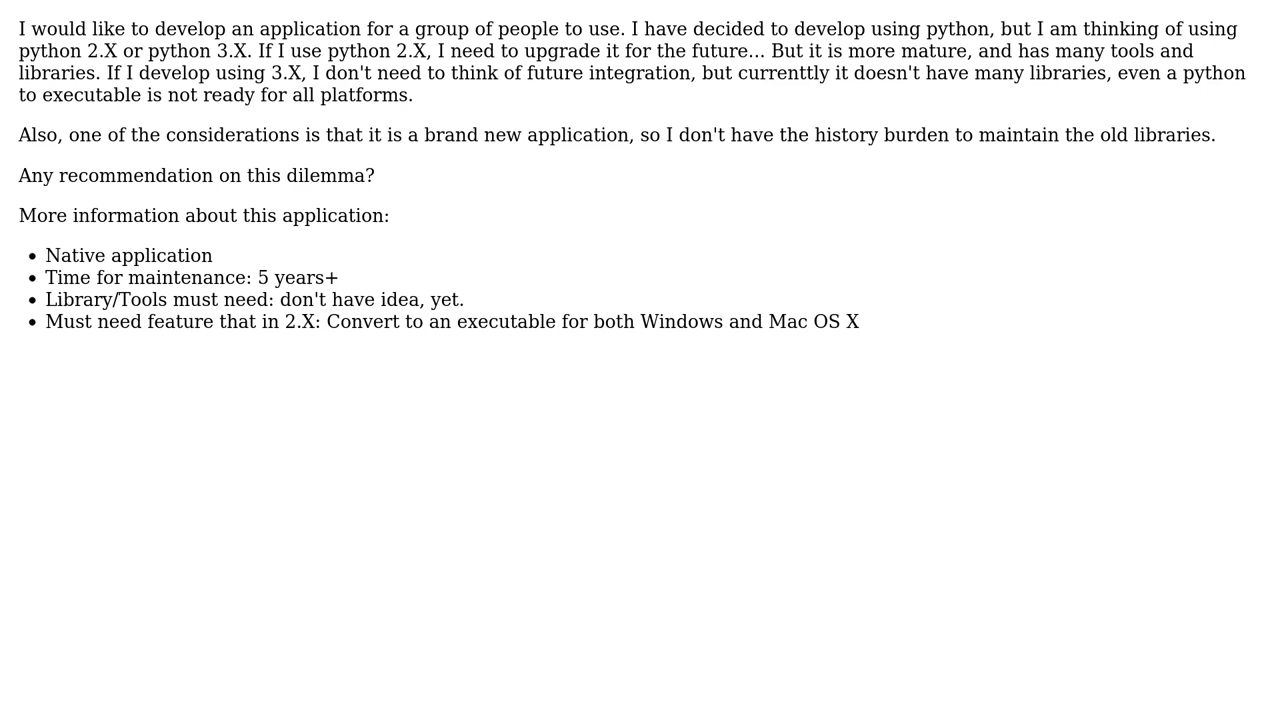 I would like to develop an application for a group of people to use. I have decided to develop using python, but I am thinking of using
python 2.X or python 3.X. If I use python 2.X, I need to upgrade it for the future... But it is more mature, and has many tools and
libraries. If I develop using 3.X, I don't need to think of future integration, but currenttly it doesn't have many libraries, even a python
to executable is not ready for all platforms.
Also, one of the considerations is that it is a brand new application, so I don't have the history burden to maintain the old libraries.
Any recommendation on this dilemma?
More information about this application:
• Native application
• Time for maintenance: 5 years+
• Library/Tools must need: don't have idea, yet.
• Must need feature that in 2.X: Convert to an executable for both Windows and Mac OS X